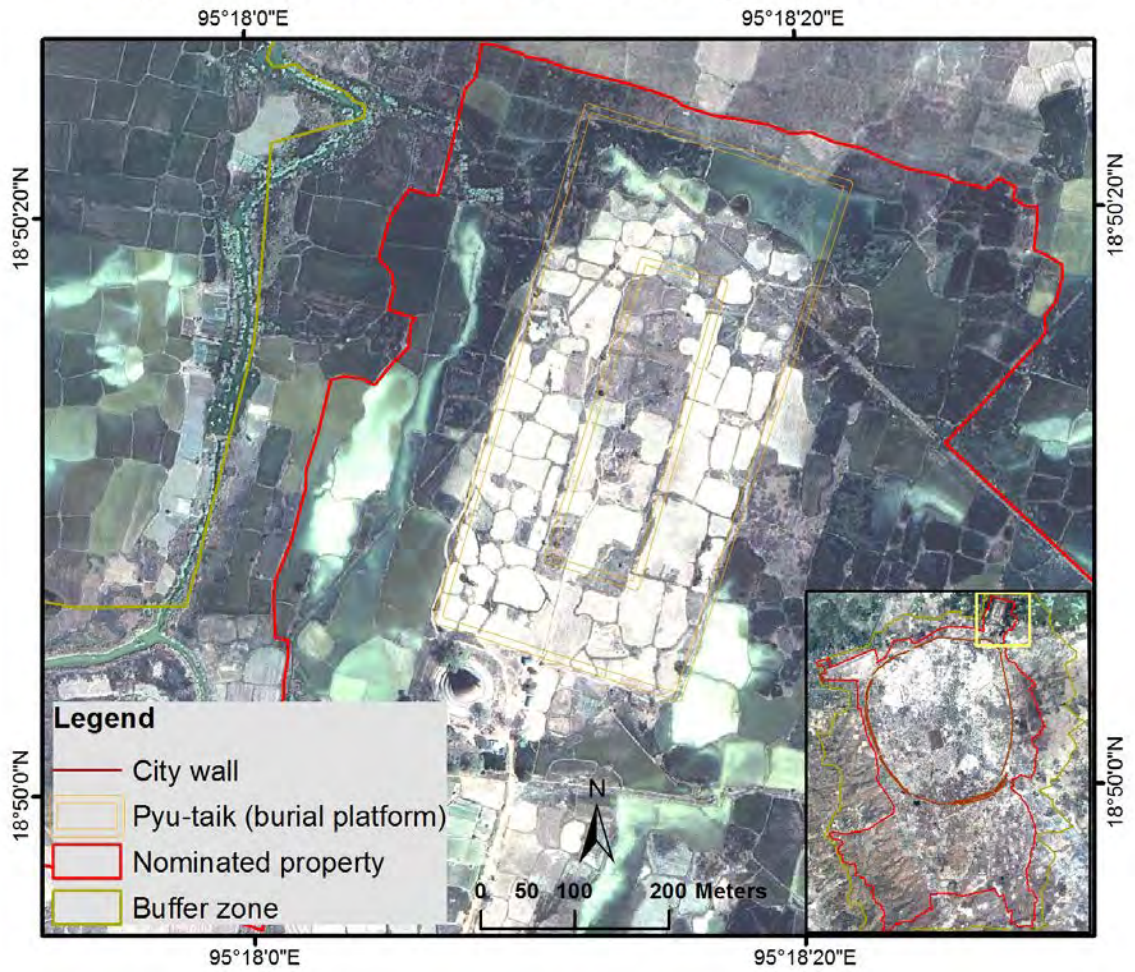 95°18'0"E 95°18'20"E
18°50'20"N 18°50'20"N
18°50'0"N 18°50'0"N
Legend
City wall
Pyu-taik (burial platform)
Nominated property
Buffer zone
N
0 50 100 200 Meters
95°18'0"E 95°18'20"E